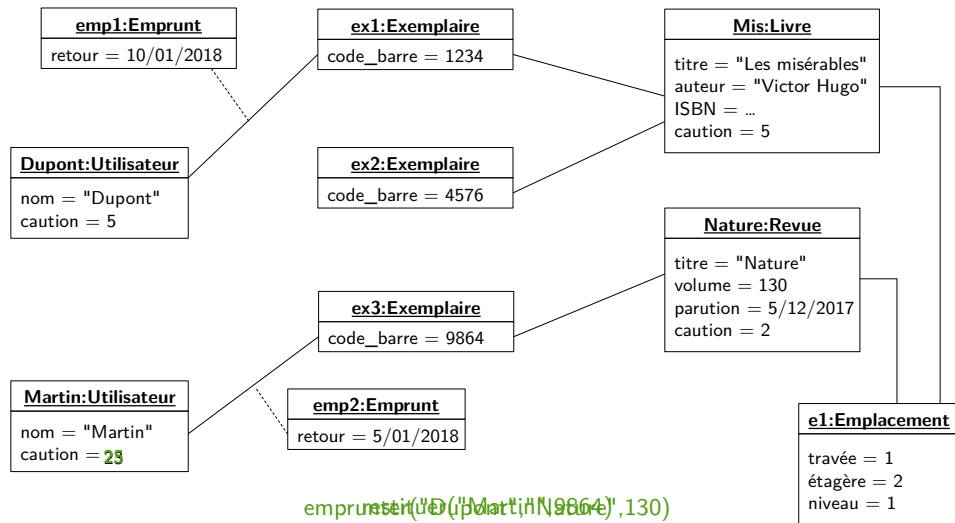 emp1:Emprunt
retour = 10/01/2018
ex1:Exemplaire
code_barre = 1234
Mis:Livre
titre = "Les misérables"
auteur = "Victor Hugo"
ISBN = ...
caution = 5
Dupont:Utilisateur
nom = "Dupont"
caution = 5
ex2:Exemplaire
code_barre = 4576
Nature:Revue
titre = "Nature"
volume = 130
parution = 5/12/2017
caution = 2
ex3:Exemplaire
code_barre = 9864
Martin:Utilisateur
nom = "Martin"
caution =
emp2:Emprunt
retour = 5/01/2018
e1:Emplacement
travée = 1
étagère = 2
niveau = 1